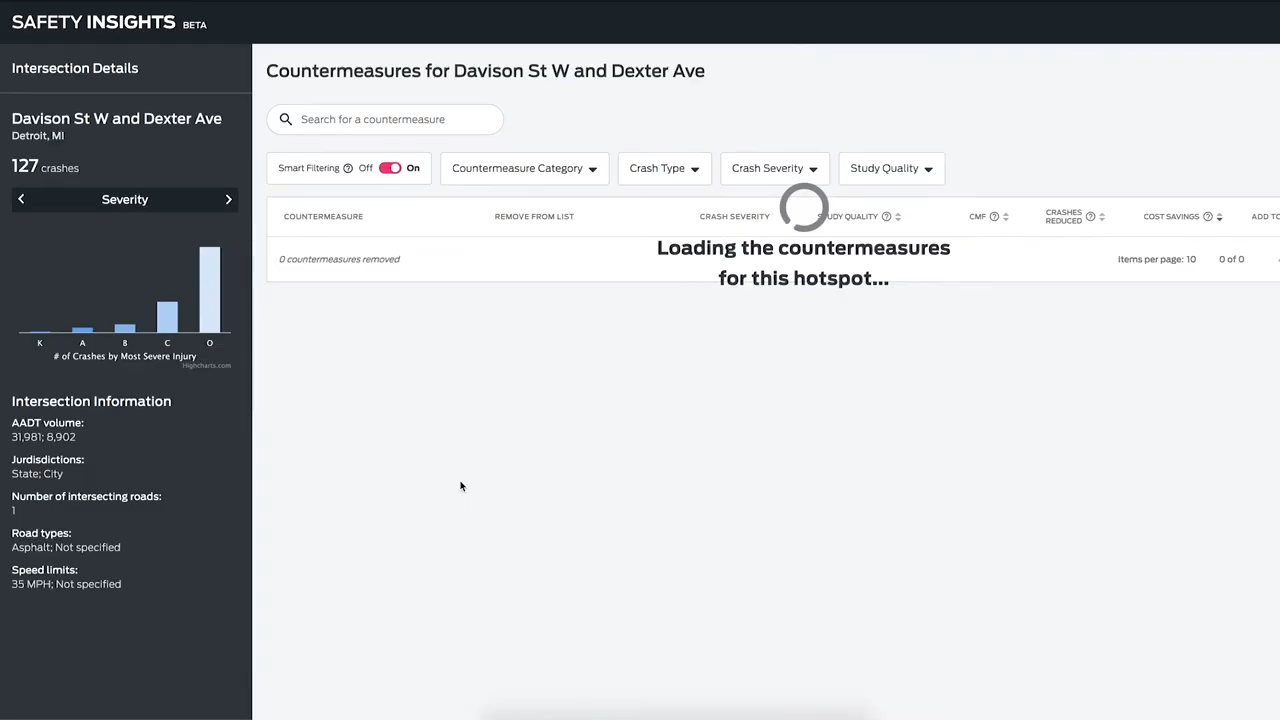 SAFETY INSIGHTS BETA
Intersection Details
Davison St W and Dexter Ave
Detroit, MI
127 crashes
Severity
K A B C O
# of Crashes by Most Severe Injury
Highcharts.com
Intersection Information
AADT volume:
31,981; 8,902
Jurdisdictions:
State; City
Number of intersecting roads:
1
Road types:
Asphalt; Not specified
Speed limits:
35 MPH; Not specified
Countermeasures for Davison St W and Dexter Ave
Search for a countermeasure
Smart Filtering ? Off On Countermeasure Category Crash Type Crash Severity Study Quality
COUNTERMEASURE REMOVE FROM LIST CRASH SEVERITY STUDY QUALITY ? CMF ? CRASHES REDUCED ? COST SAVINGS ? ADD TO
0 countermeasures removed Items per page: 10 0 of 0
Loading the countermeasures
for this hotspot...